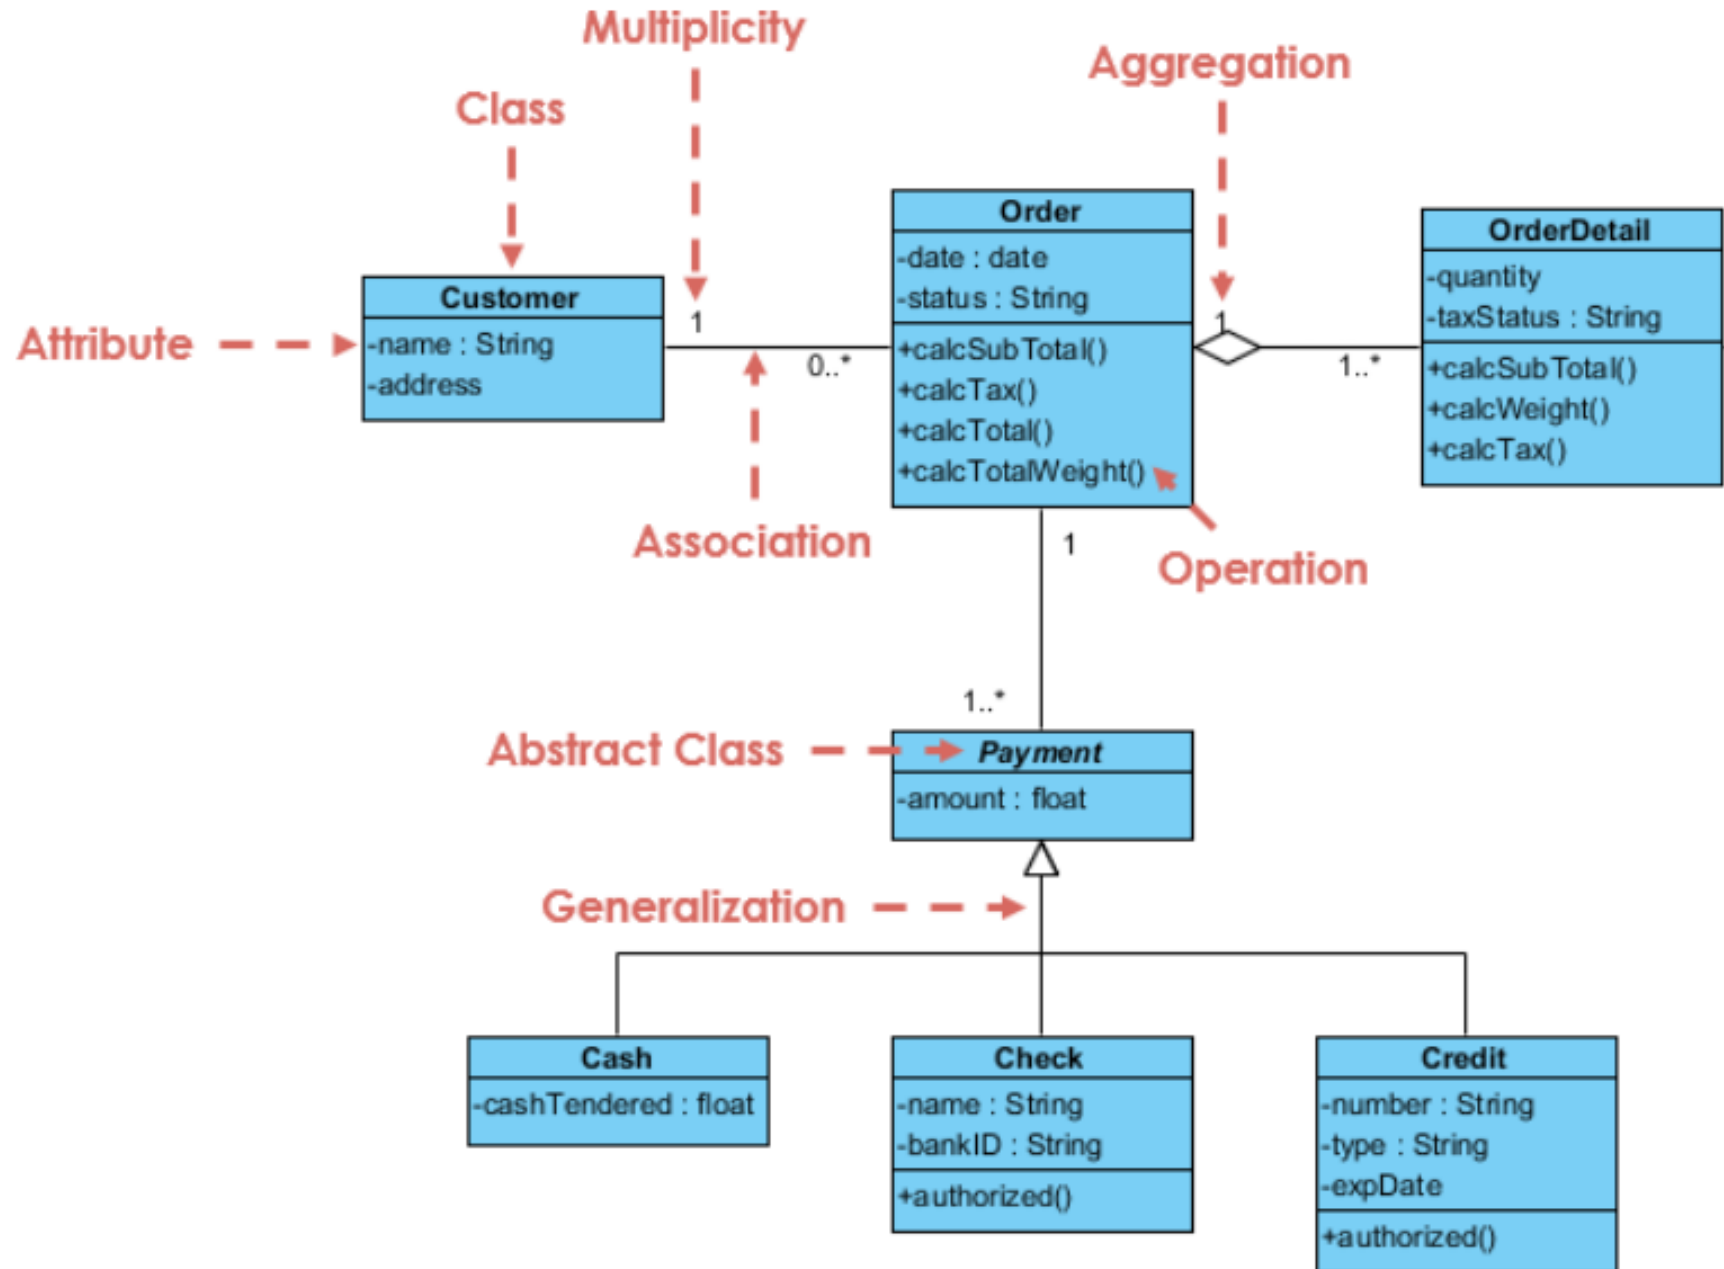 Multiplicity
Aggregation
Class
Order
-date : date
-status : String
+calcSubTotal()
+calcTax()
+calcTotal()
+calcTotalWeight()
OrderDetail
-quantity
-taxStatus : String
+calcSubTotal()
+calcWeight()
+calcTax()
Customer
-name : String
-address
Attribute
1
0..*
1
1..*
Association
Operation
1
1..*
Abstract Class
Payment
-amount : float
Generalization
Cash
-cashTendered : float
Check
-name : String
-bankID : String
+authorized()
Credit
-number : String
-type : String
-expDate
+authorized()